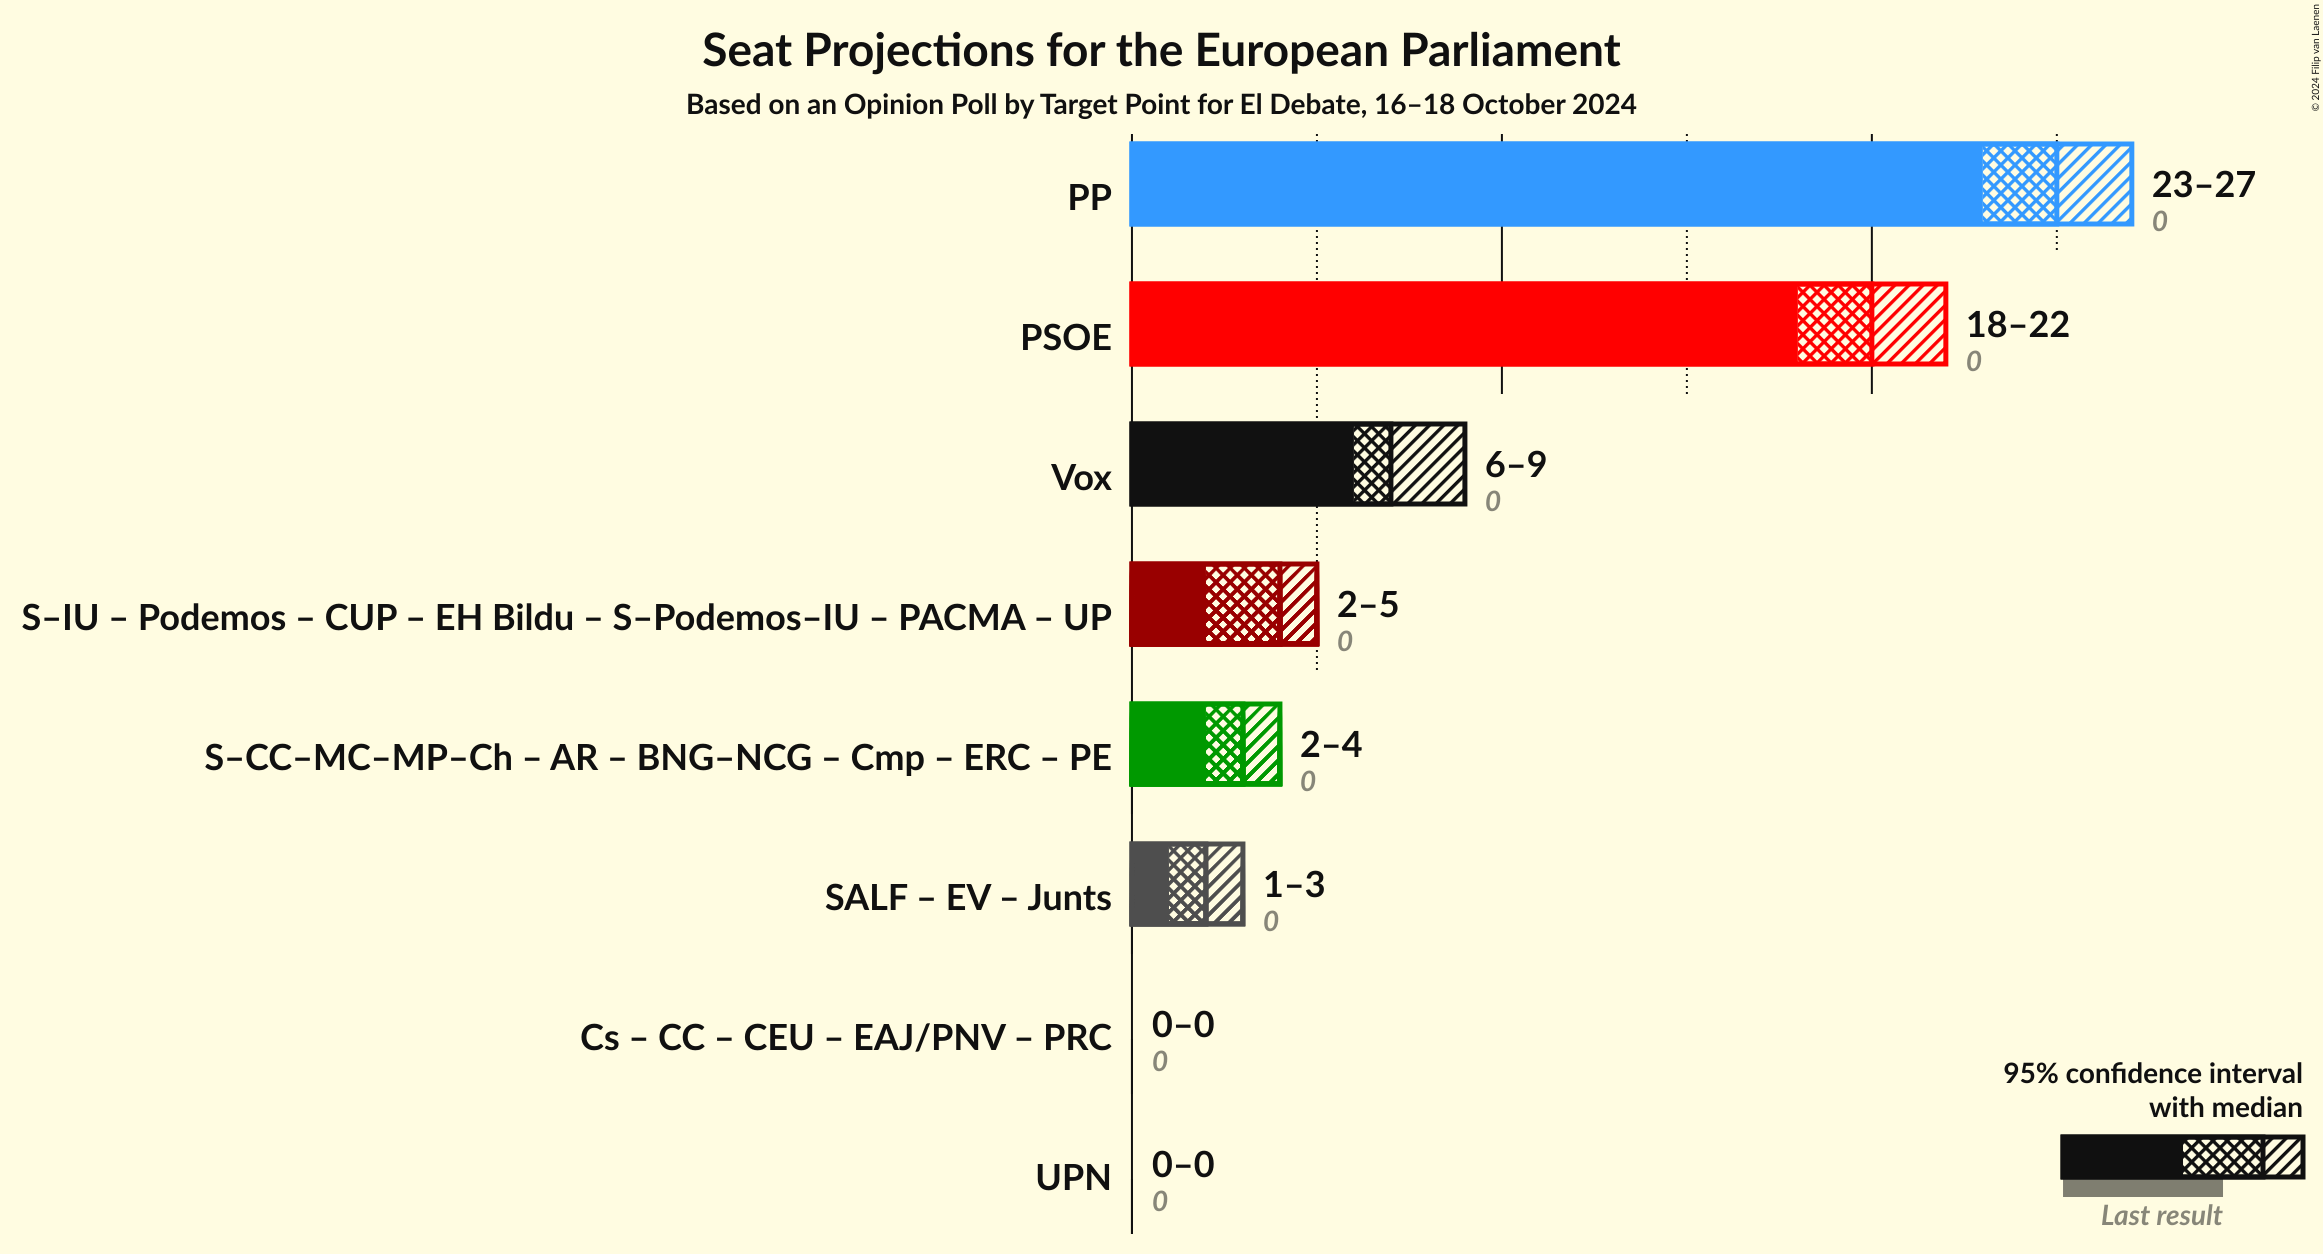 Seat Projections for the European Parliament
Based on an Opinion Poll by Target Point for El Debate, 16–18 October 2024
© 2024 Filip van Laenen
PP
23–27
0
PSOE
18–22
0
Vox
6–9
0
S–IU – Podemos – CUP – EH Bildu – S–Podemos–IU – PACMA – UP
2–5
0
S–CC–MC–MP–Ch – AR – BNG–NCG – Cmp – ERC – PE
2–4
0
SALF – EV – Junts
1–3
0
Cs – CC – CEU – EAJ/PNV – PRC
0–0
0
UPN
0–0
0
95% confidence interval
with median
Last result